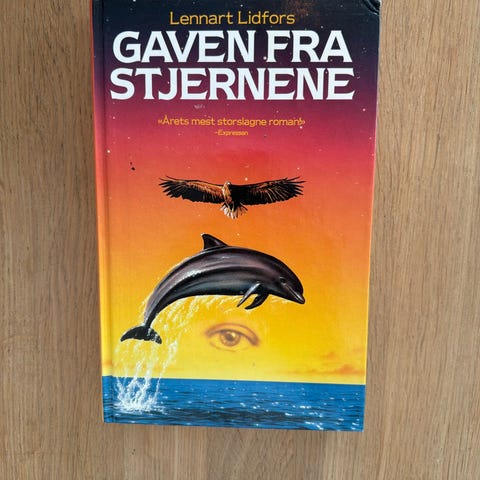 Lennart Lidfors
GAVEN FRA
STJERNENE
«Årets mest storslagne roman!»
-Expressen